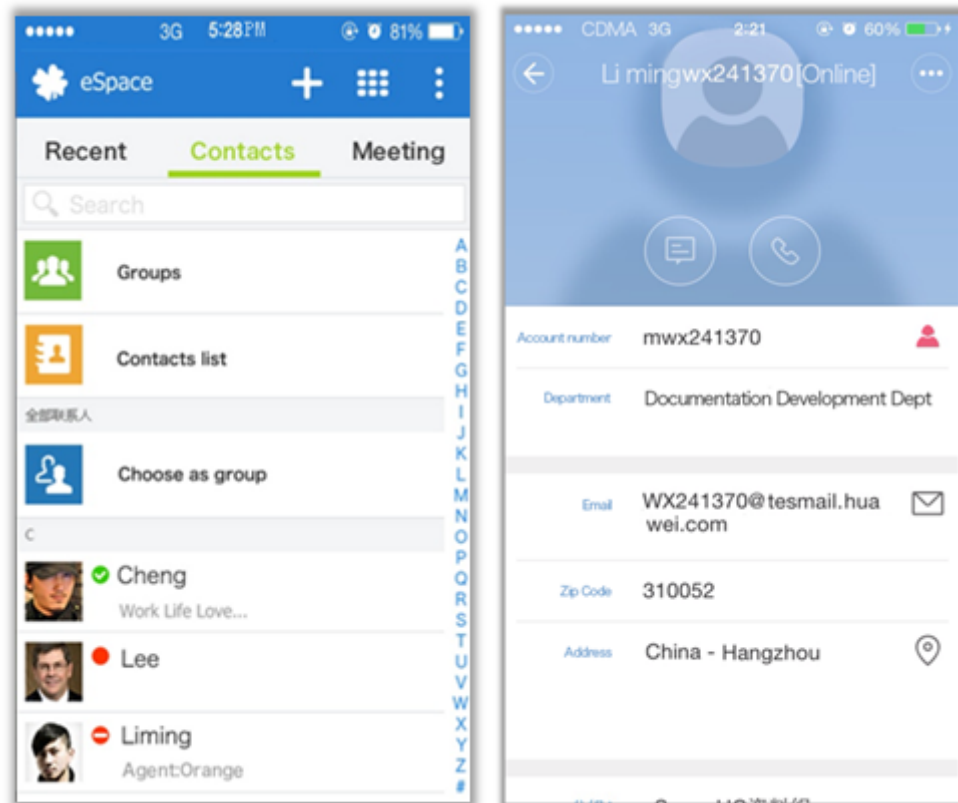 3G 5:28PM 81%
eSpace
Recent Contacts Meeting
Search
Groups
Contacts list
全部联系人
Choose as group
C
Cheng
Work Life Love...
Lee
Liming
Agent:Orange
A
B
C
D
E
F
G
H
I
J
K
L
M
N
O
P
Q
R
S
T
U
V
W
X
Y
Z
#
CDMA 3G 2:21 60%
Li mingwx241370[Online]
Account number mwx241370
Department Documentation Development Dept
Email WX241370@tesmail.hua
wei.com
Zip Code 310052
Address China - Hangzhou